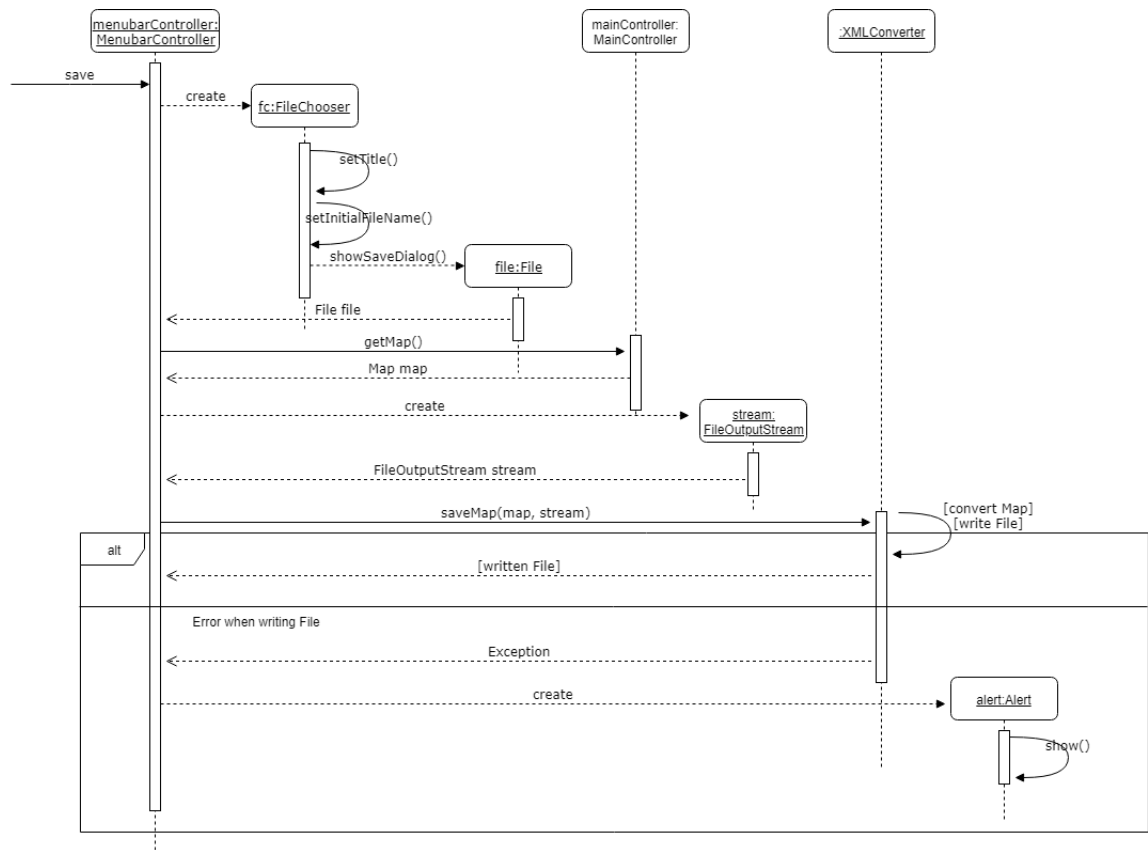 menubarController:
MenubarController
mainController:
MainController
:XMLConverter
save
create
fc:FileChooser
setTitle()
setInitialFileName()
showSaveDialog()
file:File
File file
getMap()
Map map
create
stream:
FileOutputStream
FileOutputStream stream
saveMap(map, stream)
[convert Map]
[write File]
alt
[written File]
Error when writing File
Exception
create
alert:Alert
show()